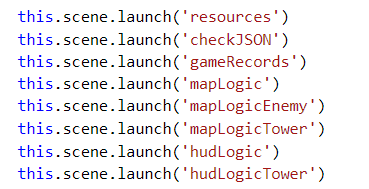 this.scene.launch('resources')
this.scene.launch('checkJSON')
this.scene.launch('gameRecords')
this.scene.launch('mapLogic')
this.scene.launch('mapLogicEnemy')
this.scene.launch('mapLogicTower')
this.scene.launch('hudLogic')
this.scene.launch('hudLogicTower')